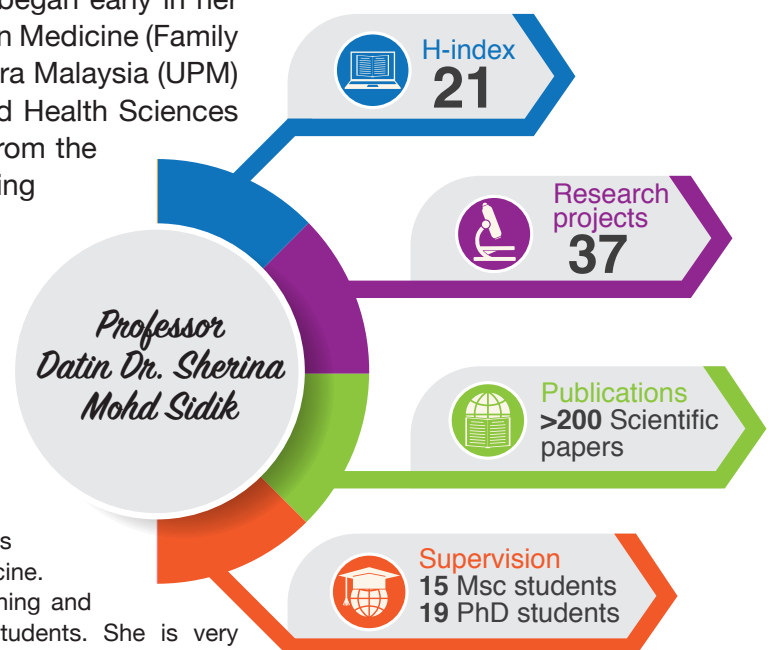 began early in her
n Medicine (Family
ra Malaysia (UPM)
d Health Sciences
rom the
ing
H-index
21
Research
projects
37
Professor
Datin Dr. Sherina
Mohd Sidik
Publications
>200 Scientific
papers
Supervision
15 Msc students
19 PhD students
s
cine.
ning and
tudents. She is very